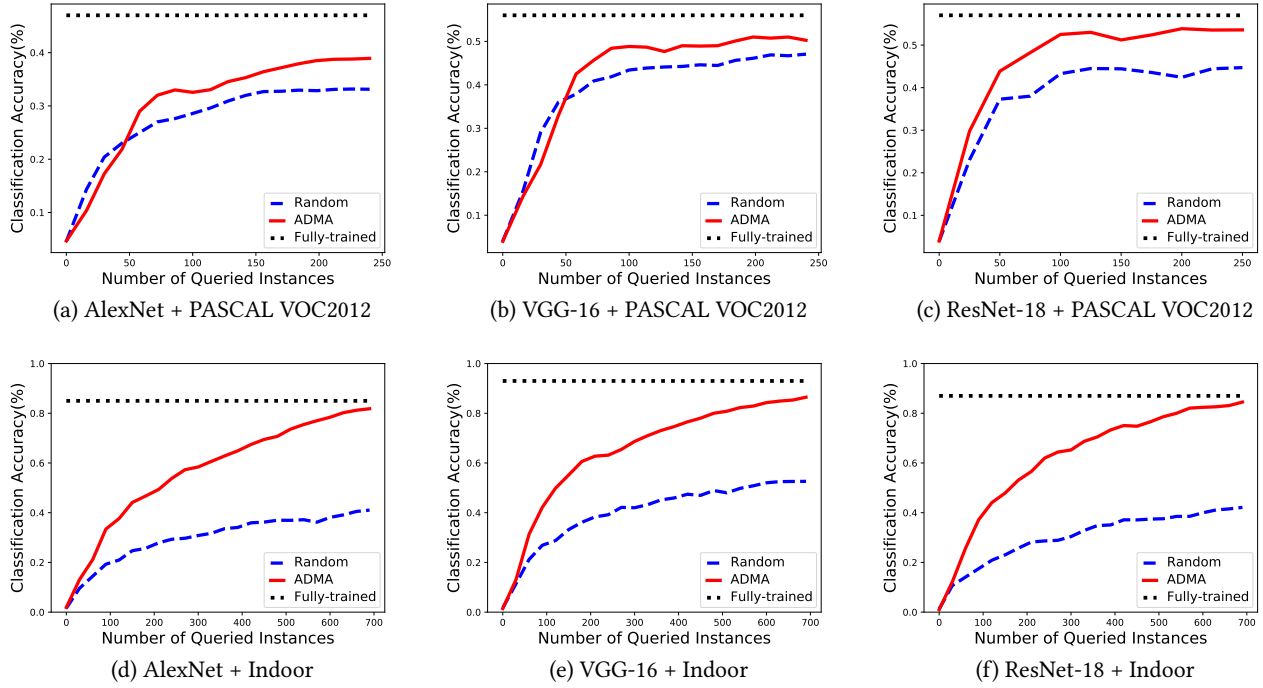 Classification Accuracy(%)
0.4
0.3
0.2
0.1
0 50 100 150 200 250
Number of Queried Instances
Random
ADMA
Fully-trained
(a) AlexNet + PASCAL VOC2012
Classification Accuracy(%)
0.5
0.4
0.3
0.2
0.1
0 50 100 150 200 250
Number of Queried Instances
Random
ADMA
Fully-trained
(b) VGG-16 + PASCAL VOC2012
Classification Accuracy(%)
0.5
0.4
0.3
0.2
0.1
0 50 100 150 200 250
Number of Queried Instances
Random
ADMA
Fully-trained
(c) ResNet-18 + PASCAL VOC2012
Classification Accuracy(%)
1.0
0.8
0.6
0.4
0.2
0.0
0 100 200 300 400 500 600 700
Number of Queried Instances
Random
ADMA
Fully-trained
(d) AlexNet + Indoor
Classification Accuracy(%)
1.0
0.8
0.6
0.4
0.2
0.0
0 100 200 300 400 500 600 700
Number of Queried Instances
Random
ADMA
Fully-trained
(e) VGG-16 + Indoor
Classification Accuracy(%)
1.0
0.8
0.6
0.4
0.2
0.0
0 100 200 300 400 500 600 700
Number of Queried Instances
Random
ADMA
Fully-trained
(f) ResNet-18 + Indoor